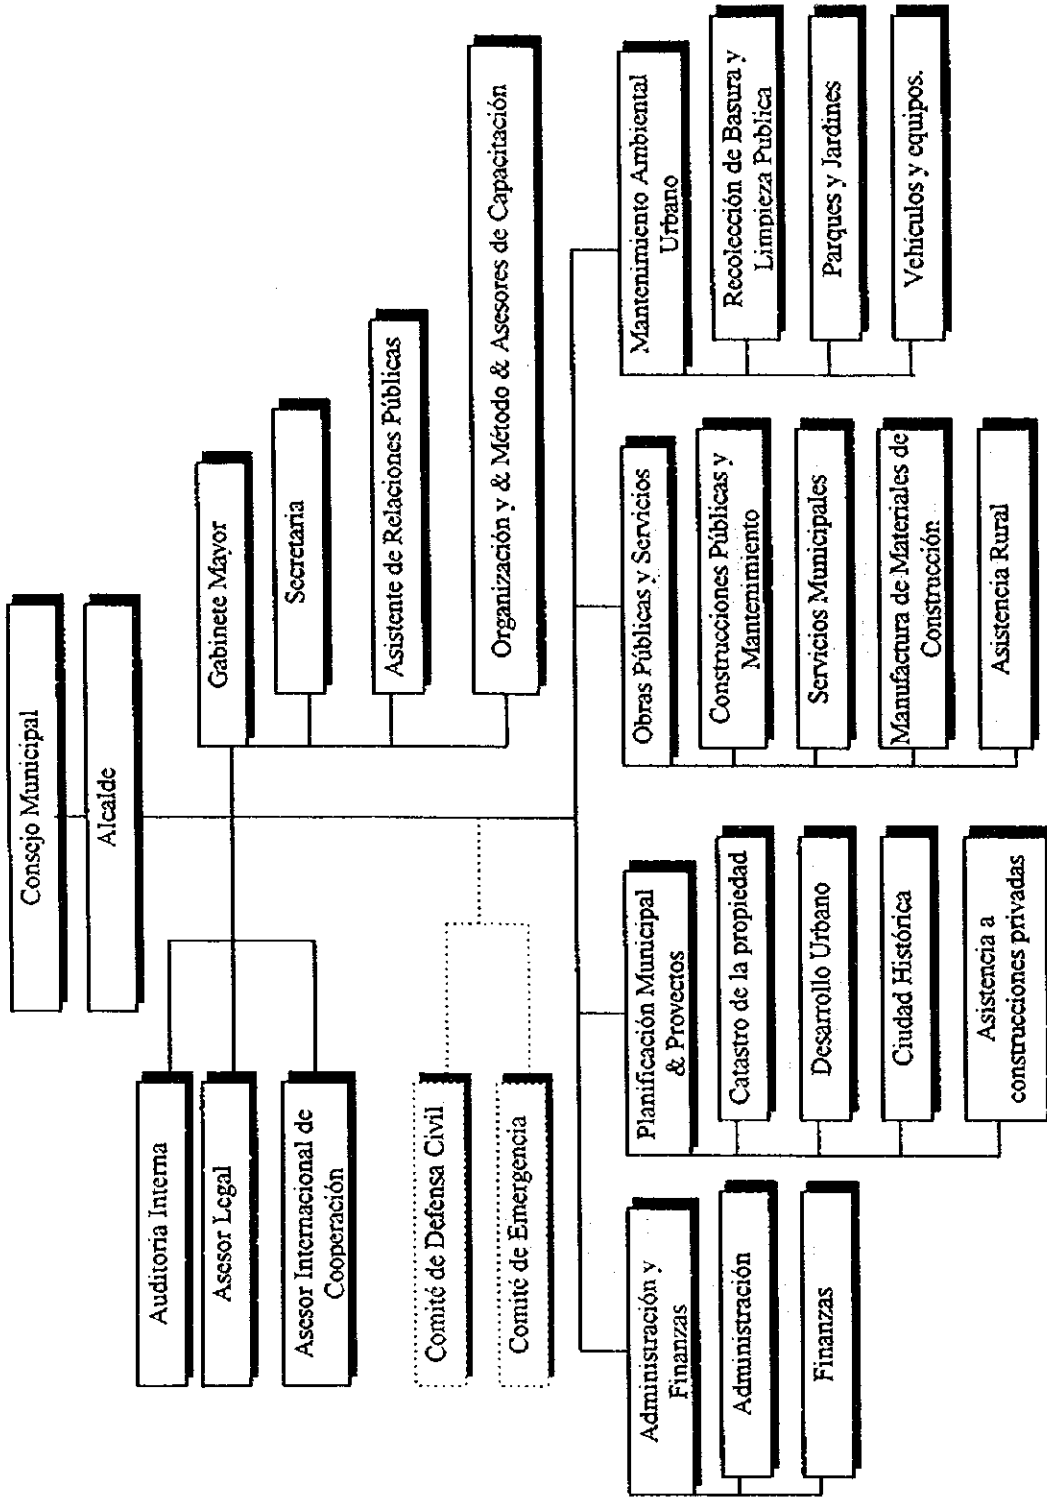 Consejo Municipal
Alcalde
Auditoria Interna
Asesor Legal
Asesor Internacional de
Cooperación
Gabinete Mayor
Secretaria
Asistente de Relaciones Públicas
Organización y & Método & Asesores de Capacitación
Comité de Defensa Civil
Comité de Emergencia
Administración y
Finanzas
Administración
Finanzas
Planificación Municipal
& Provectos
Catastro de la propiedad
Desarrollo Urbano
Ciudad Histórica
Asistencia a
construcciones privadas
Obras Públicas y Servicios
Construcciones Públicas y
Mantenimiento
Servicios Municipales
Manufactura de Materiales de
Construcción
Asistencia Rural
Mantenimiento Ambiental
Urbano
Recolección de Basura y
Limpieza Publica
Parques y Jardines
Vehículos y equipos.